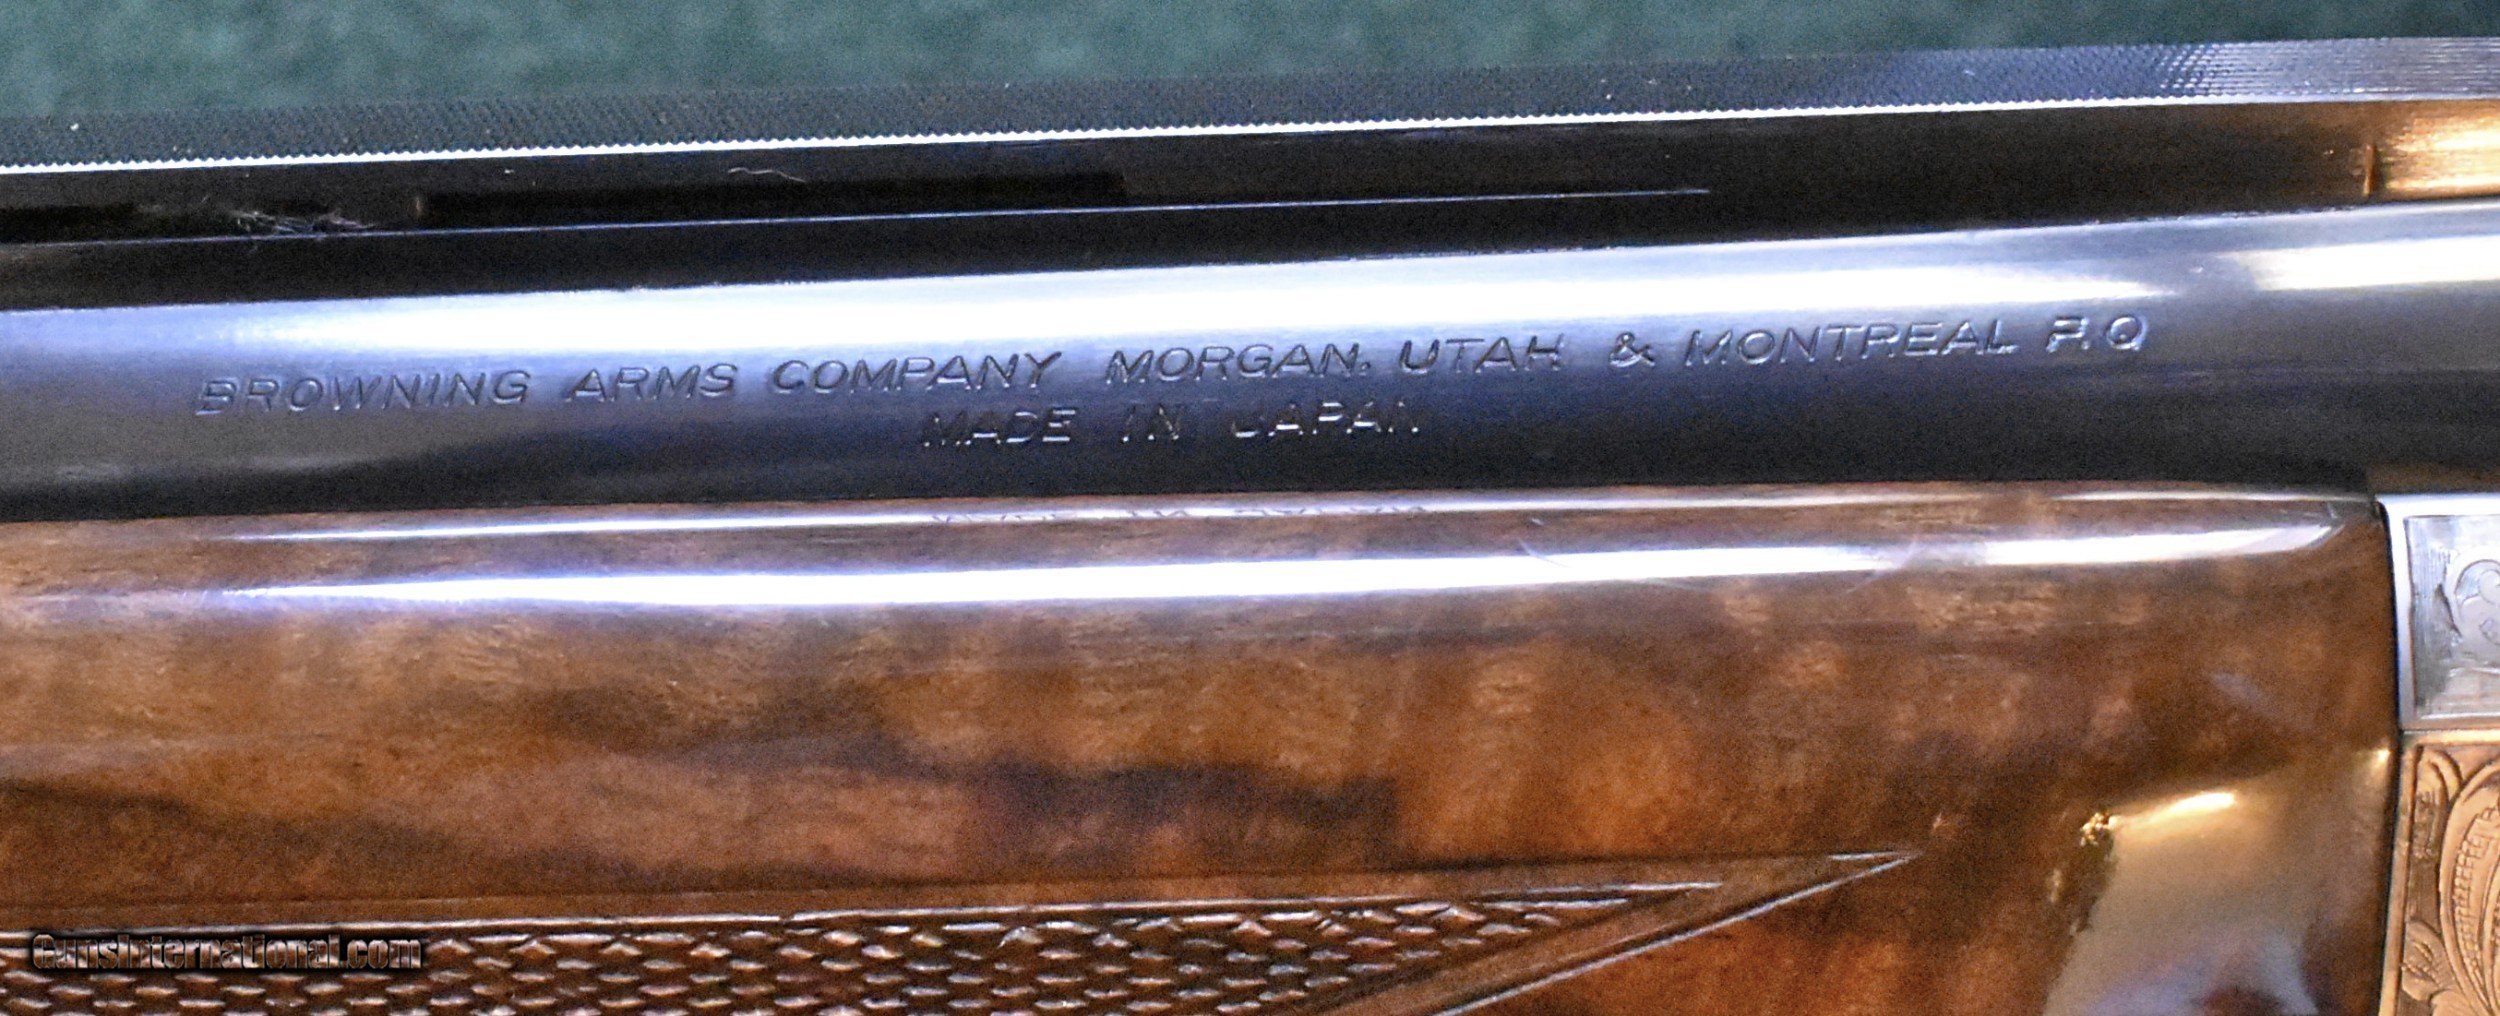 BROWNING ARMS COMPANY MORGAN, UTAH & MONTREAL P.Q
MADE IN JAPAN
GunsInternational.com